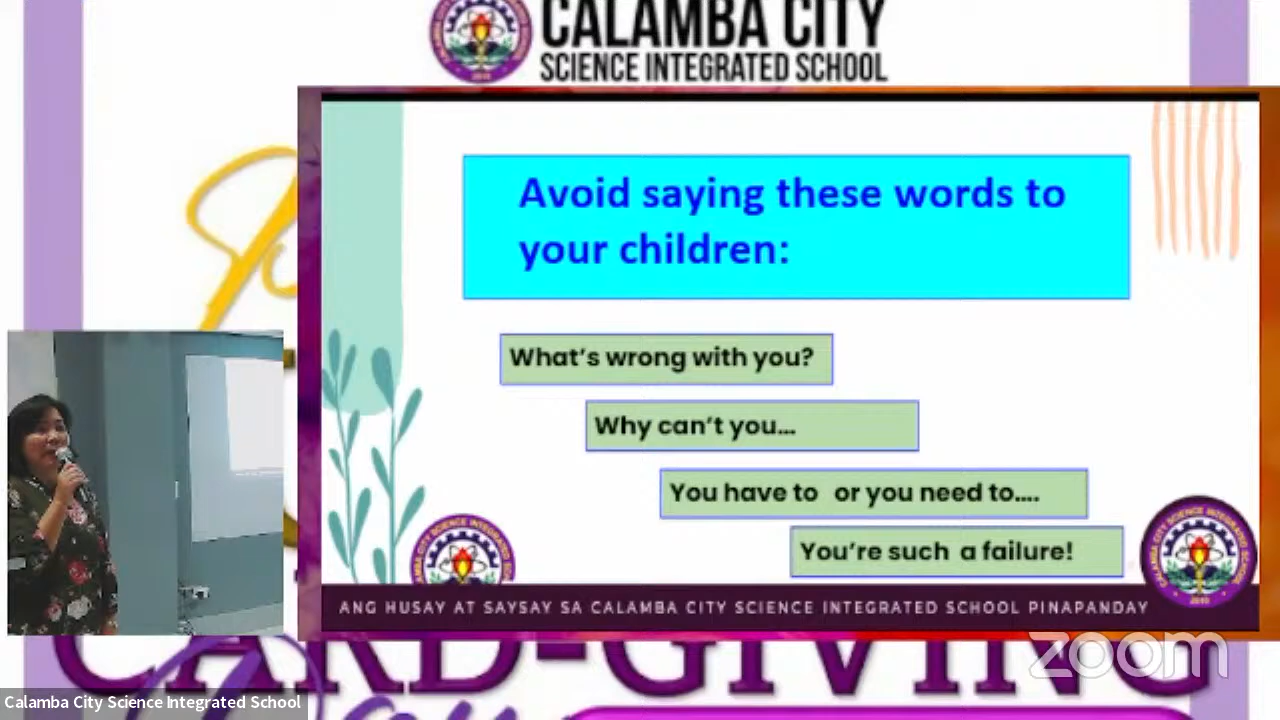 CALAMBA CITY
SCIENCE INTEGRATED SCHOOL
Avoid saying these words to
your children:
What's wrong with you?
Why can't you...
You have to or you need to....
You're such a failure!
ANG HUSAY AT SAYSAY SA CALAMBA CITY SCIENCE INTEGRATED SCHOOL PINAPANDAY
zoom
CARD-GIVING
Calamba City Science Integrated School